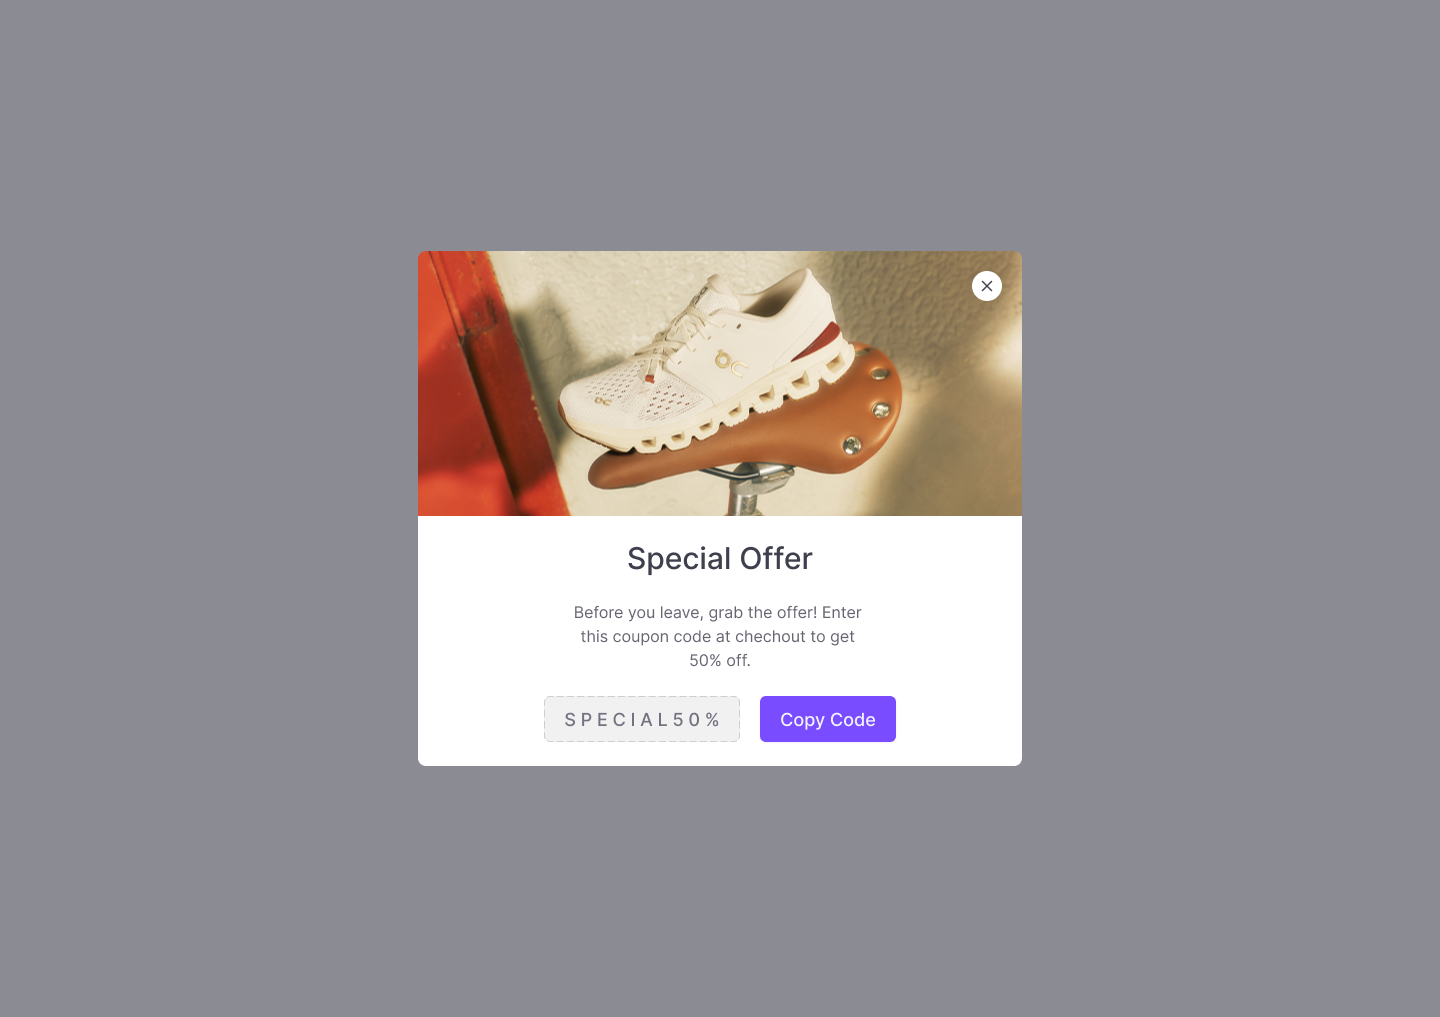 Special Offer
Before you leave, grab the offer! Enter
this coupon code at chechout to get
50% off.
SPECIAL50%
Copy Code